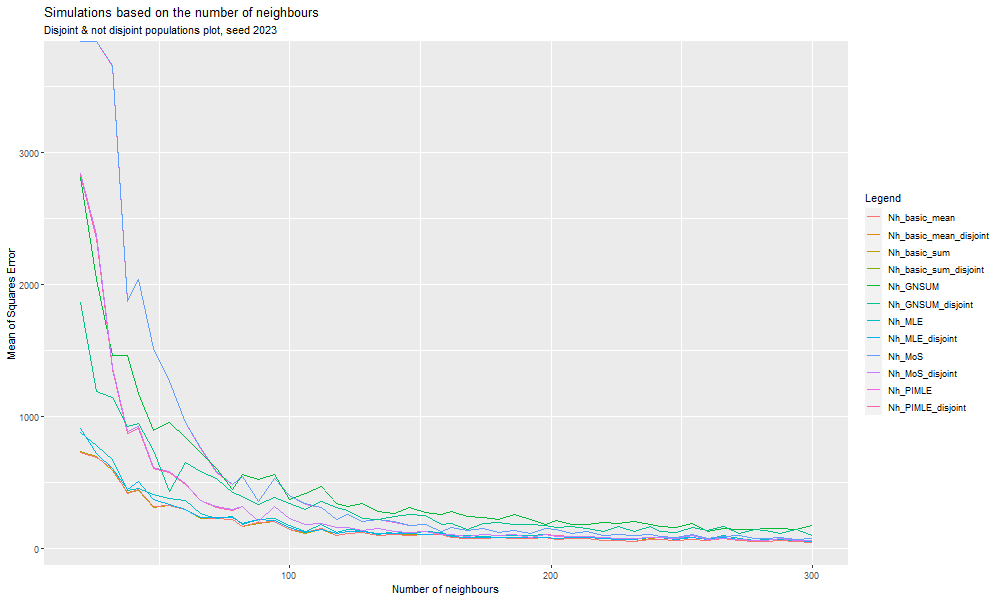 Simulations based on the number of neighbours
Disjoint & not disjoint populations plot, seed 2023
Mean of Squares Error
3000
2000
1000
0
100
200
300
Number of neighbours
Legend
Nh_basic_mean
Nh_basic_mean_disjoint
Nh_basic_sum
Nh_basic_sum_disjoint
Nh_GNSUM
Nh_GNSUM_disjoint
Nh_MLE
Nh_MLE_disjoint
Nh_MoS
Nh_MoS_disjoint
Nh_PIMLE
Nh_PIMLE_disjoint